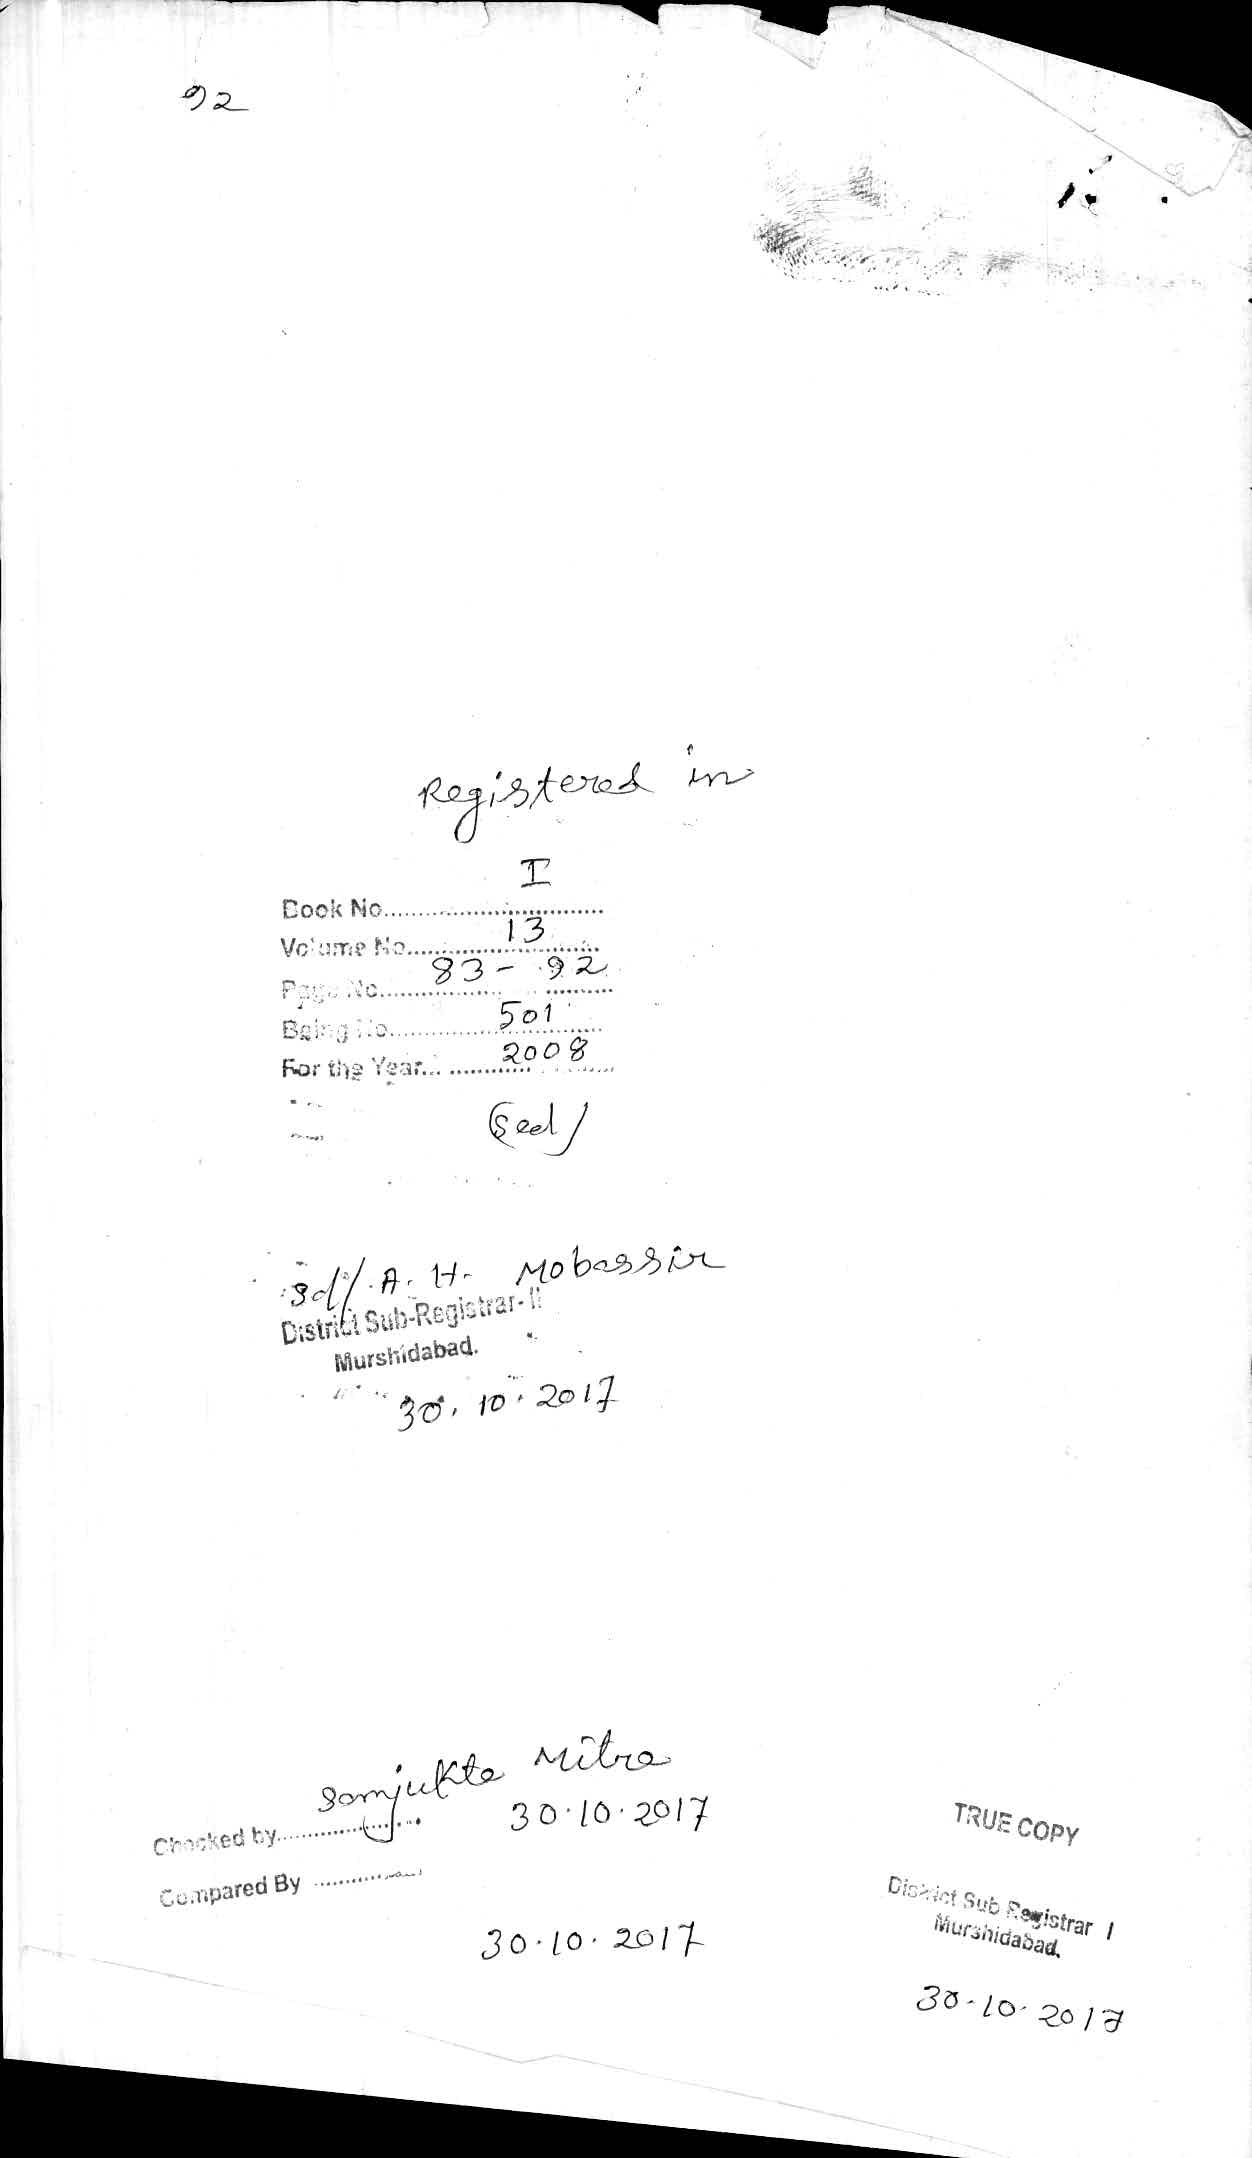 92
Registered in
Book No. I
Volume No. 13
Page No. 83 - 92
Being No. 501
For the Year 2008
(Seal)
Sd/. A. H. Mobassir
District Sub-Registrar-II
Murshidabad.
30.10.2017
Samjukta Mitra
Checked by 30.10.2017
Compared By
30.10.2017
TRUE COPY
District Sub Registrar I
Murshidabad.
30.10.2017